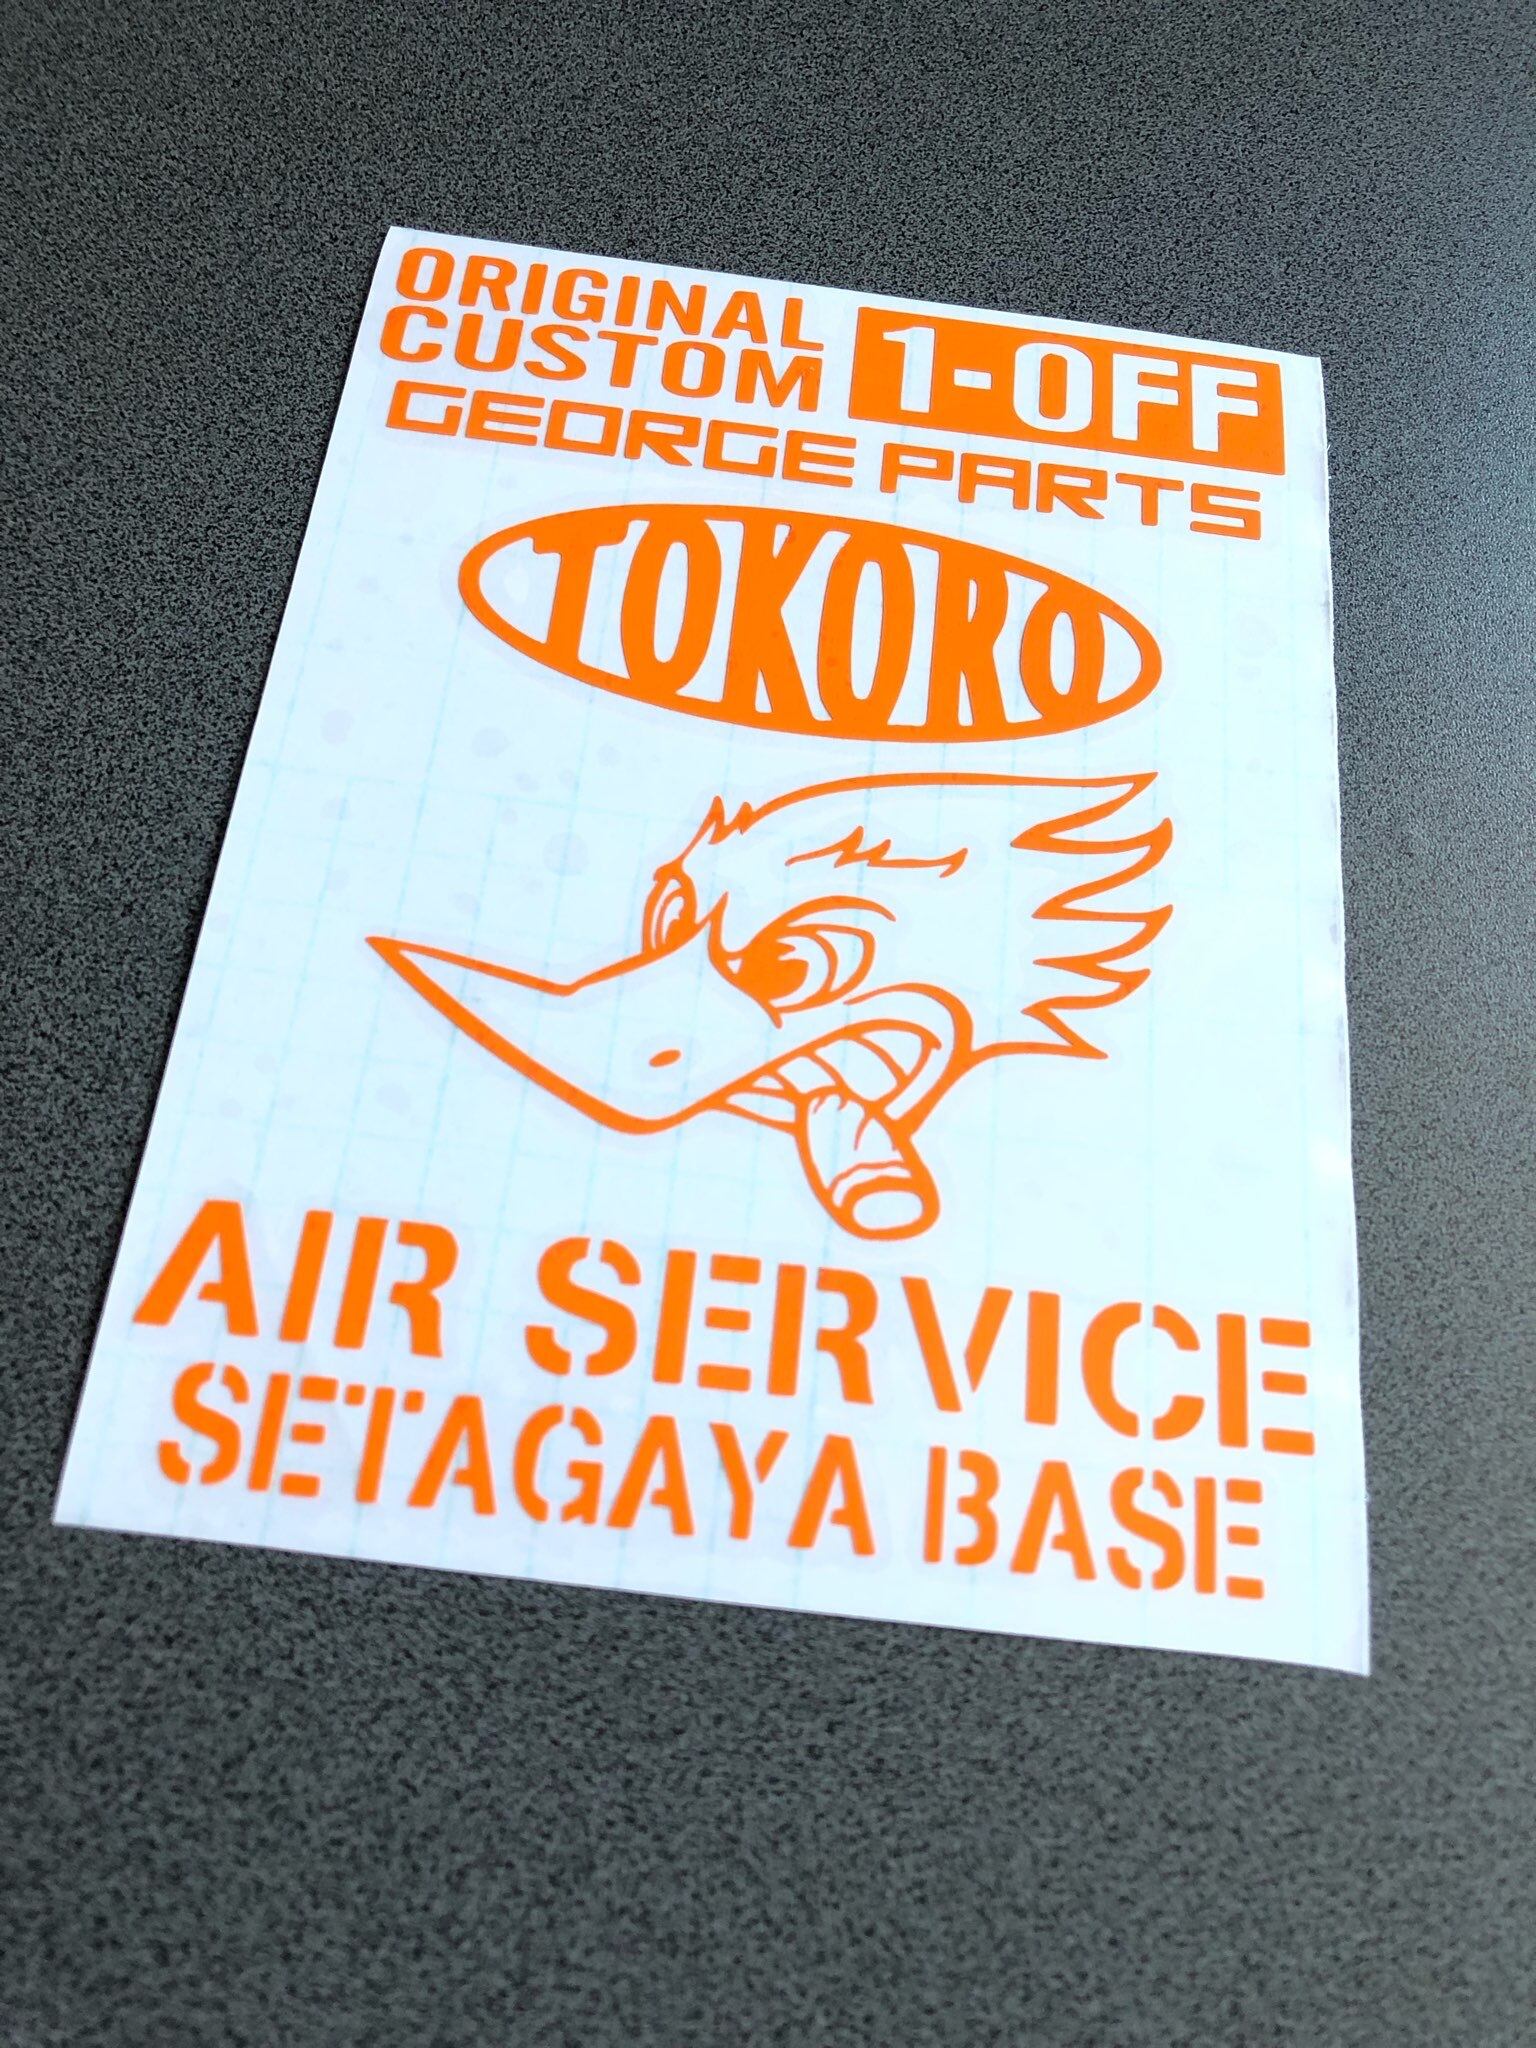 ORIGINAL
CUSTOM 1-OFF
GEORGE PARTS
TOKORO
AIR SERVICE
SETAGAYA BASE